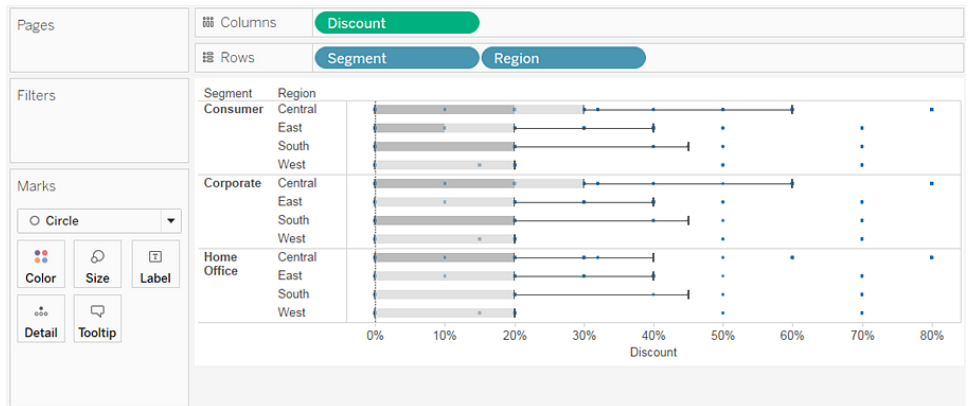 Pages
Columns
Discount
Rows
Segment Region
Filters
Marks
Circle
Color Size Label
Detail Tooltip
Segment Region
Consumer Central
East
South
West
Corporate Central
East
South
West
Home Office Central
East
South
West
0% 10% 20% 30% 40% 50% 60% 70% 80%
Discount